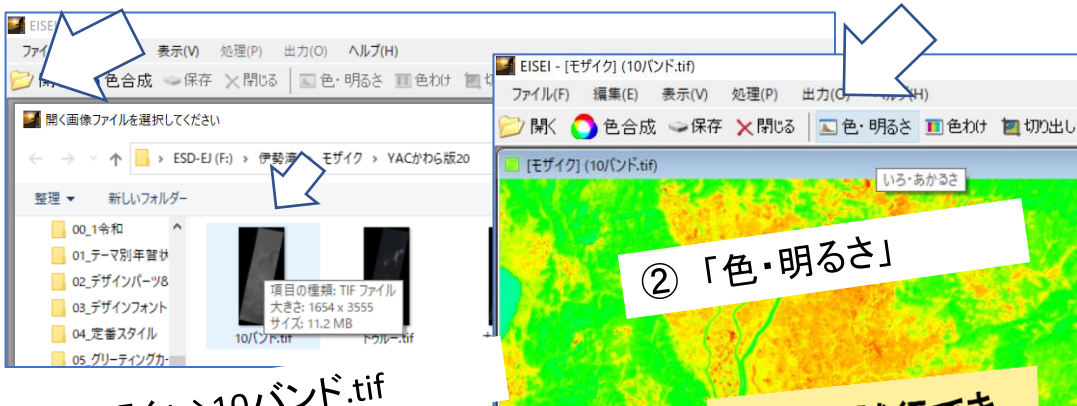 EISEI
表示(V) 処理(P) 出力(O) ヘルプ(H)
色合成 保存 閉じる 色・明るさ 色わけ
開く画像ファイルを選択してください
ESD-EJ (F:) › 伊勢 モザイク › YACかわら版20
整理 新しいフォルダー
00_1令和
01_テーマ別年賀状
02_デザインパーツ&
03_デザインフォント
04_定番スタイル
05_グリーティングカー
項目の種類: TIF ファイル
大きさ: 1654 x 3555
サイズ: 11.2 MB
10バンド.tif
トゥルー.tif
10バンド.tif
EISEI - [モザイク] (10バンド.tif)
ファイル(F) 編集(E) 表示(V) 処理(P)
開く 色合成 保存 閉じる 色・明るさ 色わけ 切り出し
[モザイク] (10バンド.tif)
いろ・あかるさ
② 「色・明るさ」